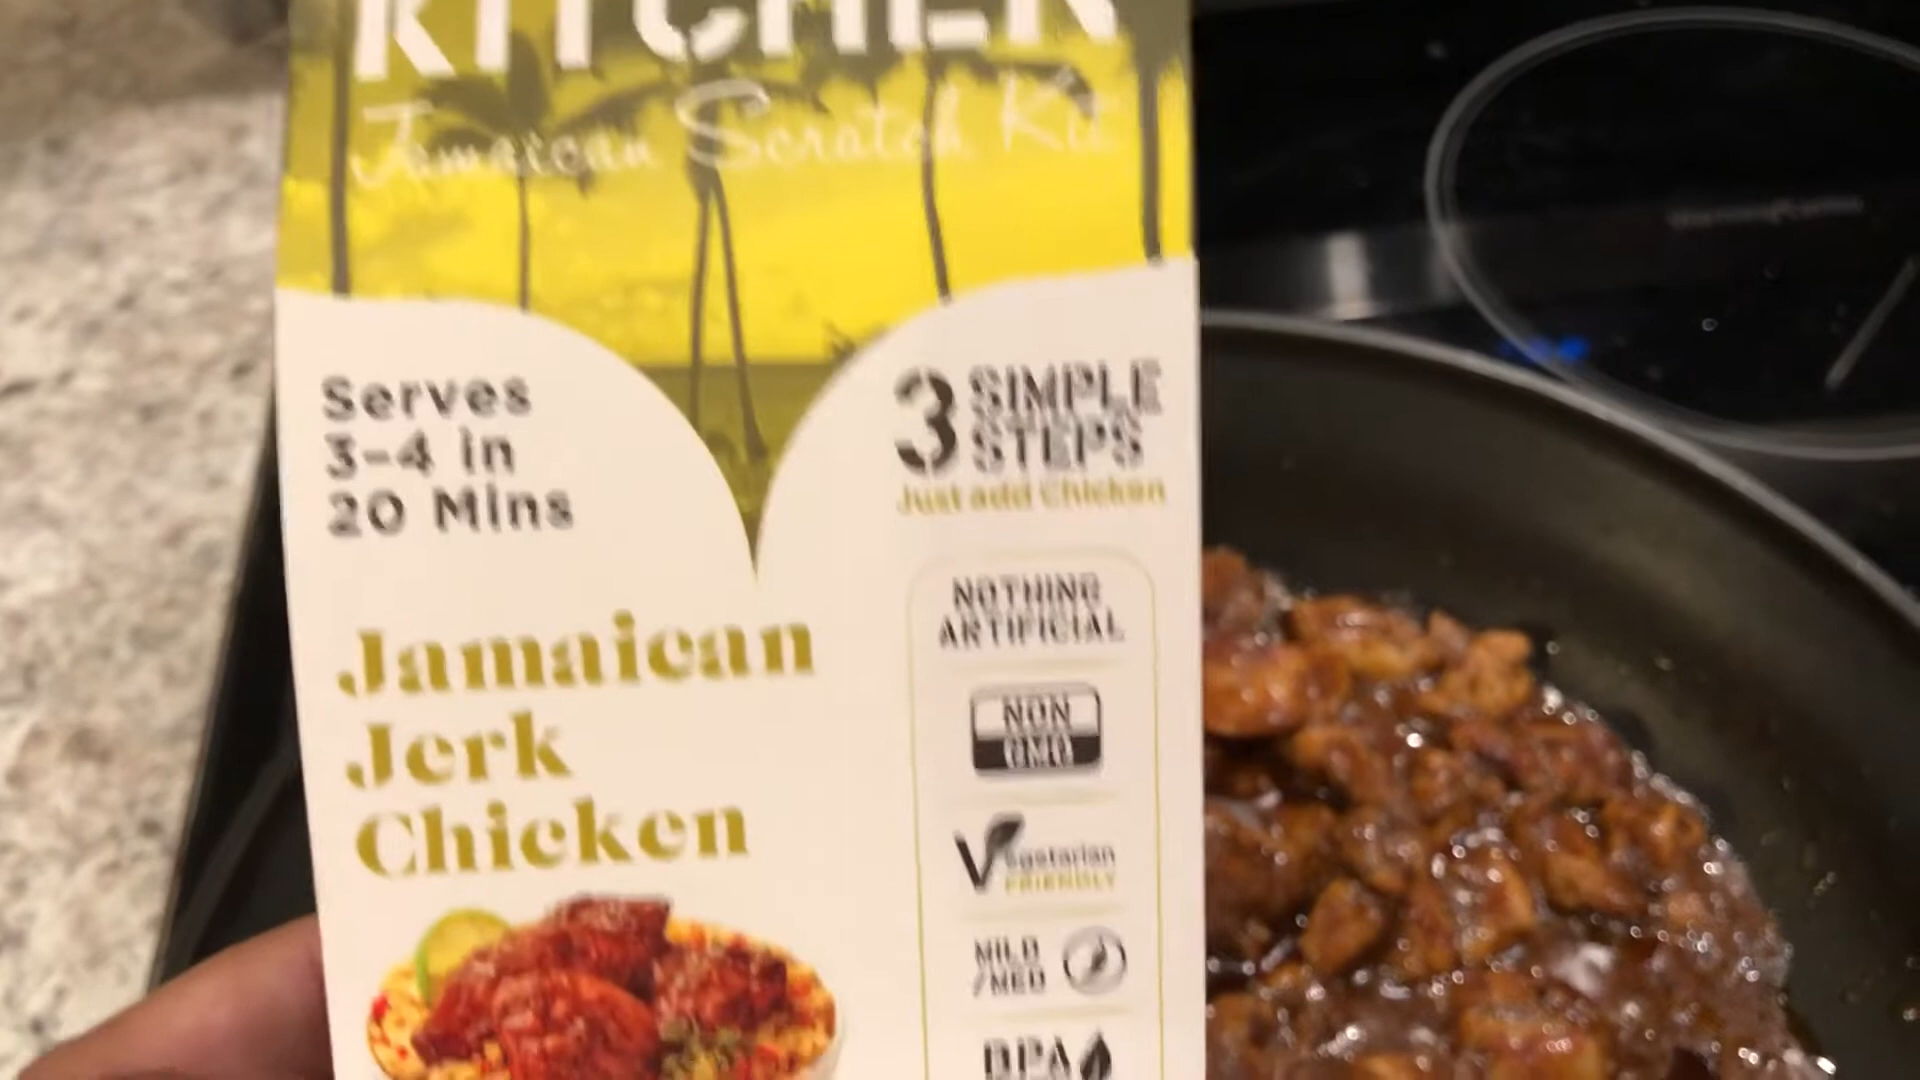 KITCHEN
Jamaican Scratch Kit
Serves
3-4 in
20 Mins
3 SIMPLE
STEPS
Just add Chicken
Jamaican
Jerk
Chicken
NOTHING
ARTIFICIAL
NON
GMO
Vegetarian
FRIENDLY
MILD
/MED
BPA